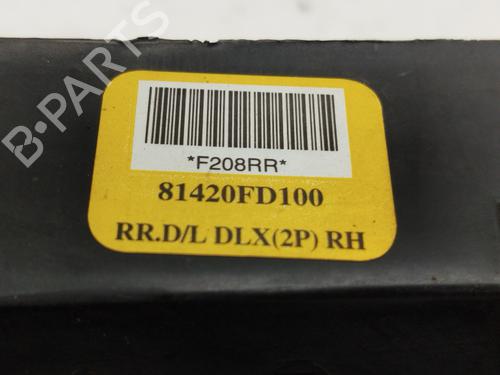 B-PARTS
*F208RR*
81420FD100
RR.D/L DLX(2P) RH